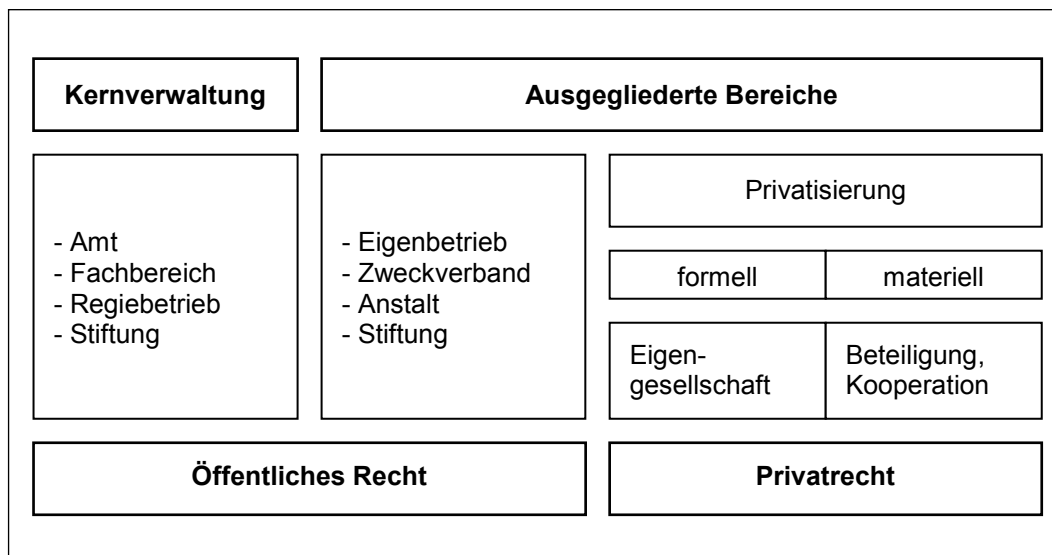 Kernverwaltung
Ausgegliederte Bereiche
- Amt
- Fachbereich
- Regiebetrieb
- Stiftung
- Eigenbetrieb
- Zweckverband
- Anstalt
- Stiftung
Privatisierung
formell
materiell
Eigen-
gesellschaft
Beteiligung,
Kooperation
Öffentliches Recht
Privatrecht